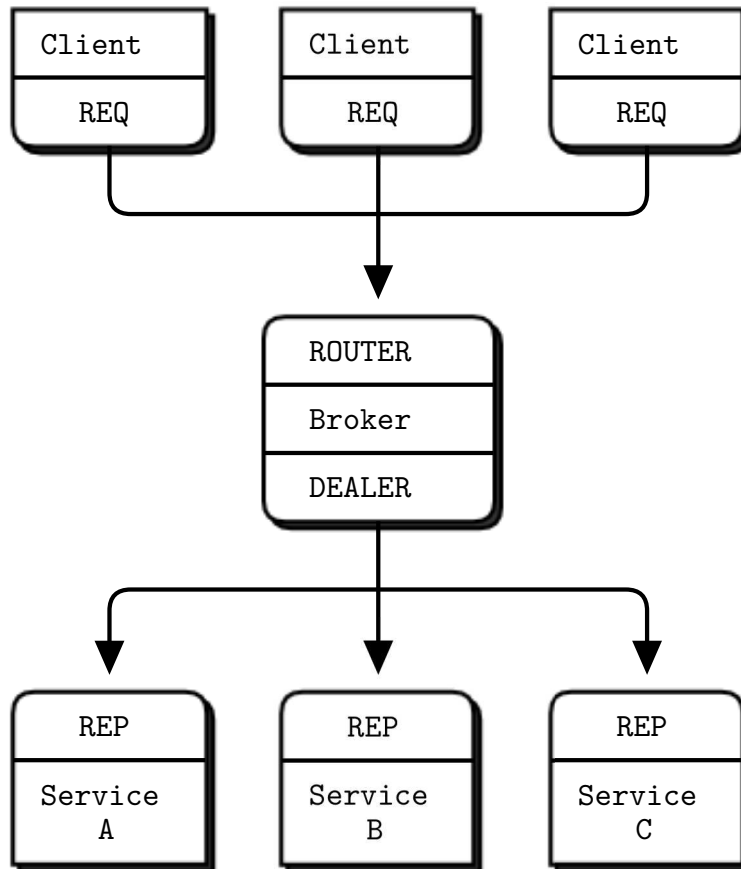 Client Client Client
REQ REQ REQ
ROUTER
Broker
DEALER
REP REP REP
Service Service Service
A B C